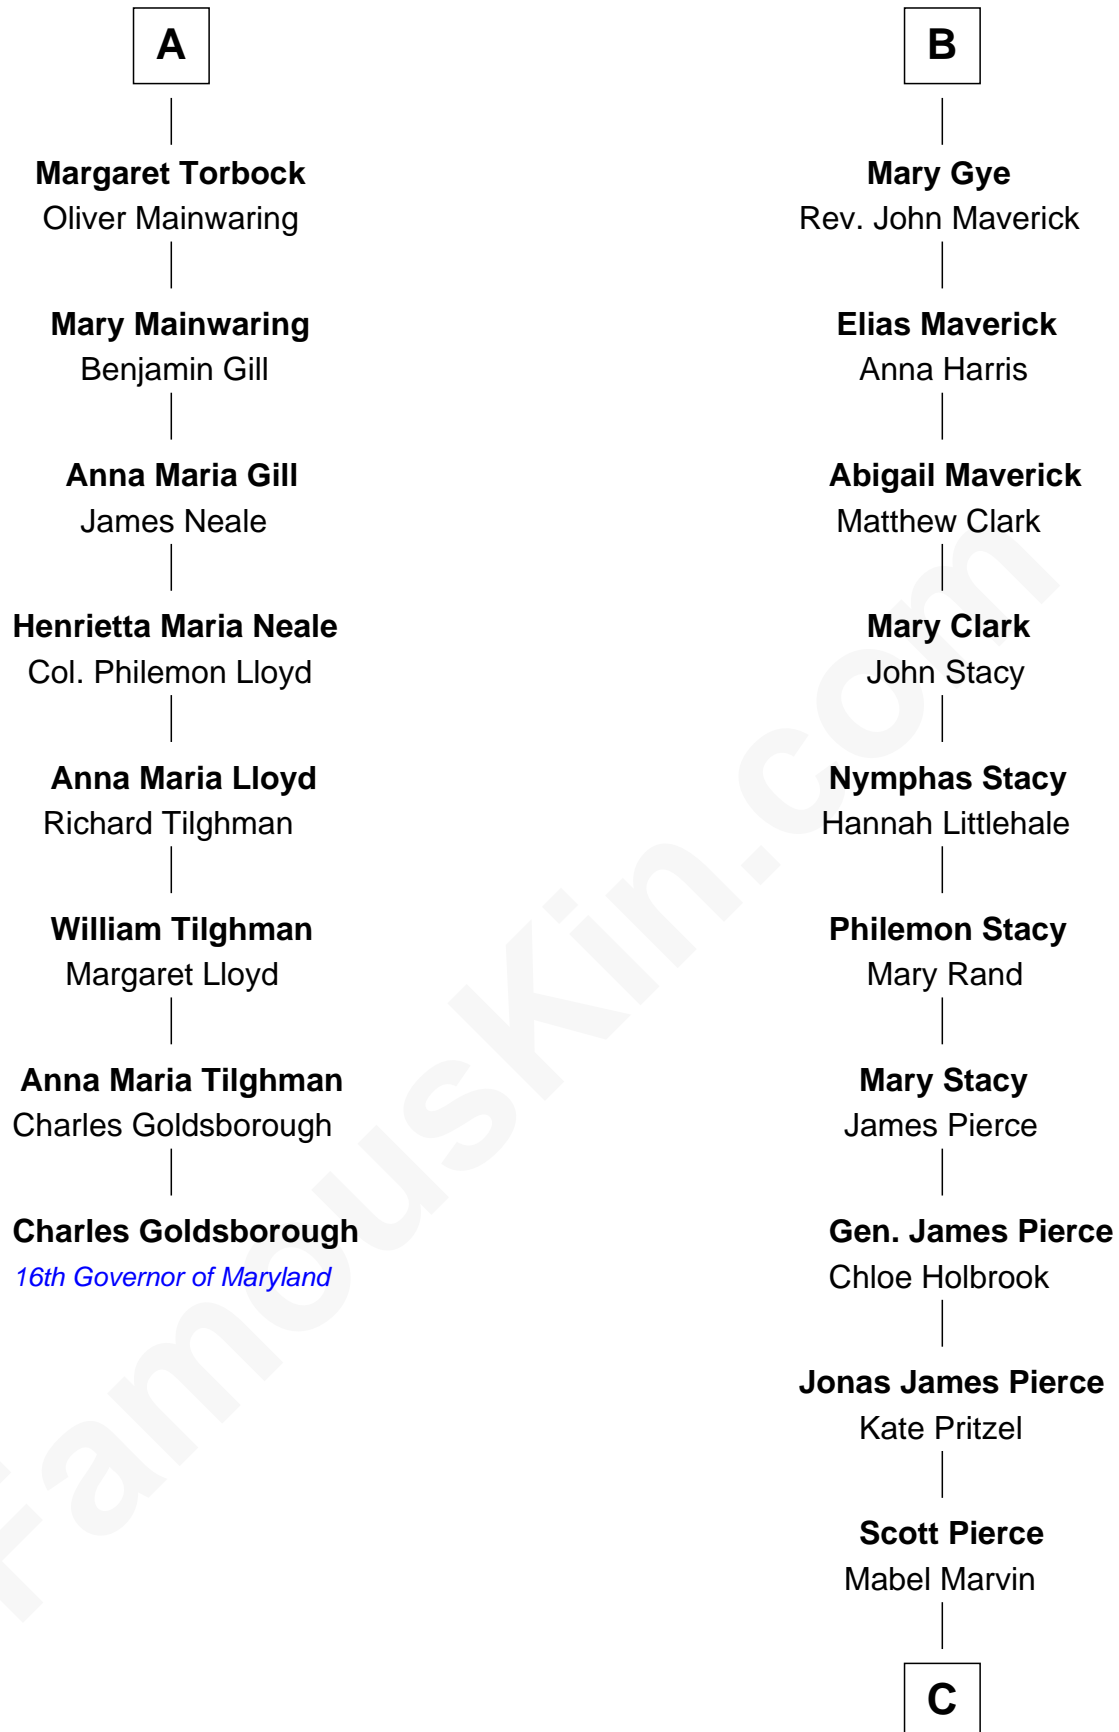 A
Margaret Torbock
Oliver Mainwaring
Mary Mainwaring
Benjamin Gill
Anna Maria Gill
James Neale
Henrietta Maria Neale
Col. Philemon Lloyd
Anna Maria Lloyd
Richard Tilghman
William Tilghman
Margaret Lloyd
Anna Maria Tilghman
Charles Goldsborough
Charles Goldsborough
16th Governor of Maryland
B
Mary Gye
Rev. John Maverick
Elias Maverick
Anna Harris
Abigail Maverick
Matthew Clark
Mary Clark
John Stacy
Nymphas Stacy
Hannah Littlehale
Philemon Stacy
Mary Rand
Mary Stacy
James Pierce
Gen. James Pierce
Chloe Holbrook
Jonas James Pierce
Kate Pritzel
Scott Pierce
Mabel Marvin
C
FamousKin.com